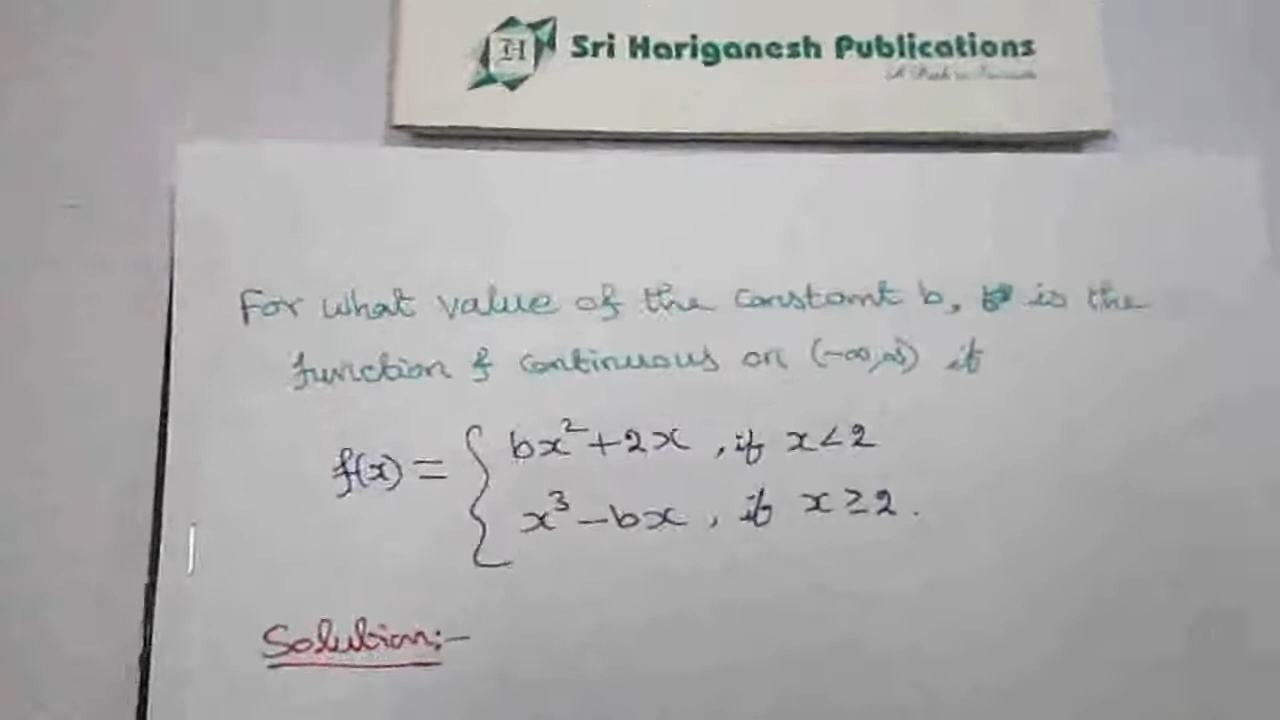 Sri Hariganesh Publications
For what value of the constant b, is the
function f continuous on (-∞,∞) if
f(x) = { bx²+2x , if x<2
x³-bx , if x≥2.
Solution:-